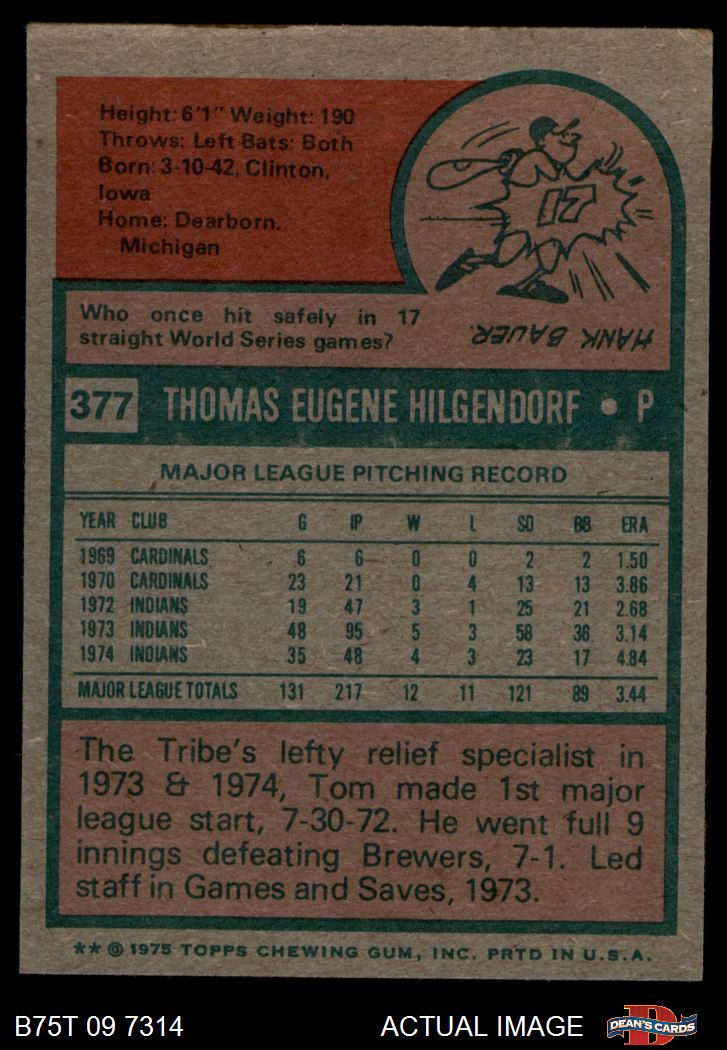 Height: 6'1" Weight: 190
Throws: Left Bats: Both
Born: 3-10-42, Clinton,
Iowa
Home: Dearborn,
Michigan
17
Who once hit safely in 17
straight World Series games?
HANK BAUER.
377 THOMAS EUGENE HILGENDORF • P
MAJOR LEAGUE PITCHING RECORD
YEAR CLUB G IP W L SO BB ERA
1969 CARDINALS 6 6 0 0 2 2 1.50
1970 CARDINALS 23 21 0 4 13 13 3.86
1972 INDIANS 19 47 3 1 25 21 2.68
1973 INDIANS 48 95 5 3 58 36 3.14
1974 INDIANS 35 48 4 3 23 17 4.84
MAJOR LEAGUE TOTALS 131 217 12 11 121 89 3.44
The Tribe's lefty relief specialist in
1973 & 1974, Tom made 1st major
league start, 7-30-72. He went full 9
innings defeating Brewers, 7-1. Led
staff in Games and Saves, 1973.
** © 1975 TOPPS CHEWING GUM, INC. PRTD IN U.S.A.
B75T 09 7314 ACTUAL IMAGE D DEAN'S CARDS